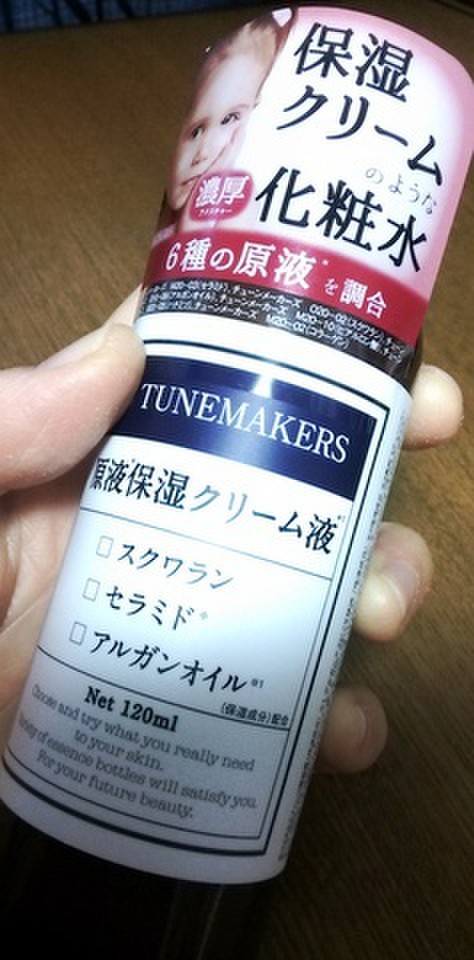 保湿
クリーム
のような
濃厚
化粧水
6種の原液*を調合
TUNEMAKERS
原液*保湿クリーム液
□スクワラン
□セラミド※
□アルガンオイル※1
(保湿成分)配合
Net 120ml
Choose and try what you really need
to your skin.
of essence bottles will satisfy you.
For your future beauty.